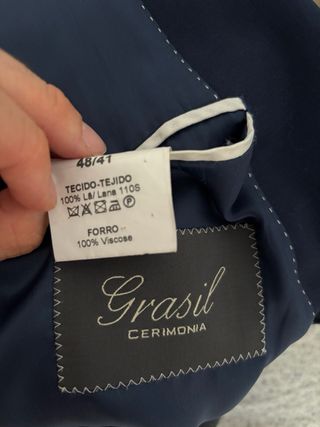 48/41
TECIDO-TEJIDO
100% Lã/Lana 110S
P
FORRO
100% Viscose
Grasil
CERIMONIA